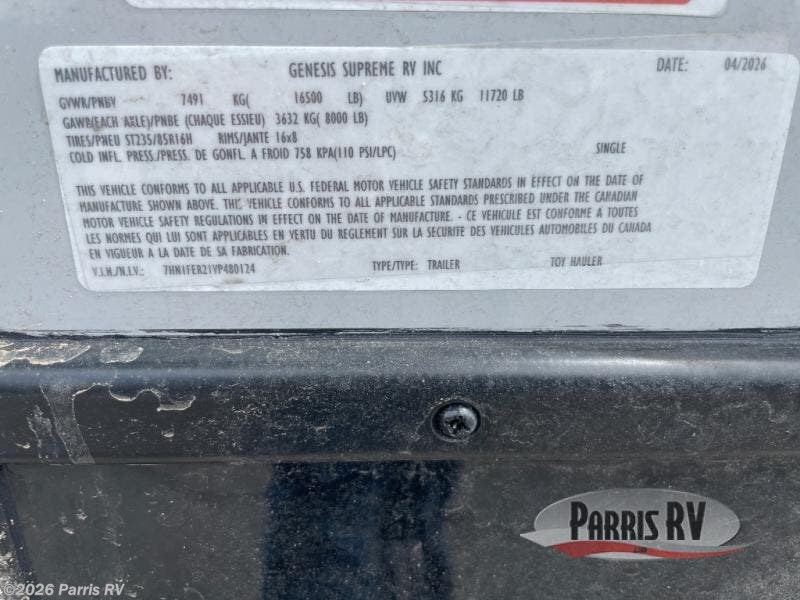 MANUFACTURED BY: GENESIS SUPREME RV INC DATE: 04/2026
GVWR/PNBV 7491 KG( 16500 LB) UVW 5316 KG 11720 LB
GAWR(EACH AXLE)/PNBE (CHAQUE ESSIEU) 3632 KG( 8000 LB)
TIRES/PNEU ST235/85R16H RIMS/JANTE 16x8
COLD INFL. PRESS./PRESS. DE GONFL. A FROID 758 KPA(110 PSI/LPC) SINGLE
THIS VEHICLE CONFORMS TO ALL APPLICABLE U.S. FEDERAL MOTOR VEHICLE SAFETY STANDARDS IN EFFECT ON THE DATE OF
MANUFACTURE SHOWN ABOVE. THIS VEHICLE CONFORMS TO ALL APPLICABLE STANDARDS PRESCRIBED UNDER THE CANADIAN
MOTOR VEHICLE SAFETY REGULATIONS IN EFFECT ON THE DATE OF MANUFACTURE. - CE VEHICULE EST CONFORME A TOUTES
LES NORMES QUI LUI SONT APPLICABLES EN VERTU DU REGLEMENT SUR LA SECURITE DES VEHICULES AUTOMOBILES DU CANADA
EN VIGUEUR A LA DATE DE SA FABRICATION.
V.I.N./N.I.V.: 7HN1FER21VP480124 TYPE/TYPE: TRAILER TOY HAULER
PARRIS RV
©2026 Parris RV